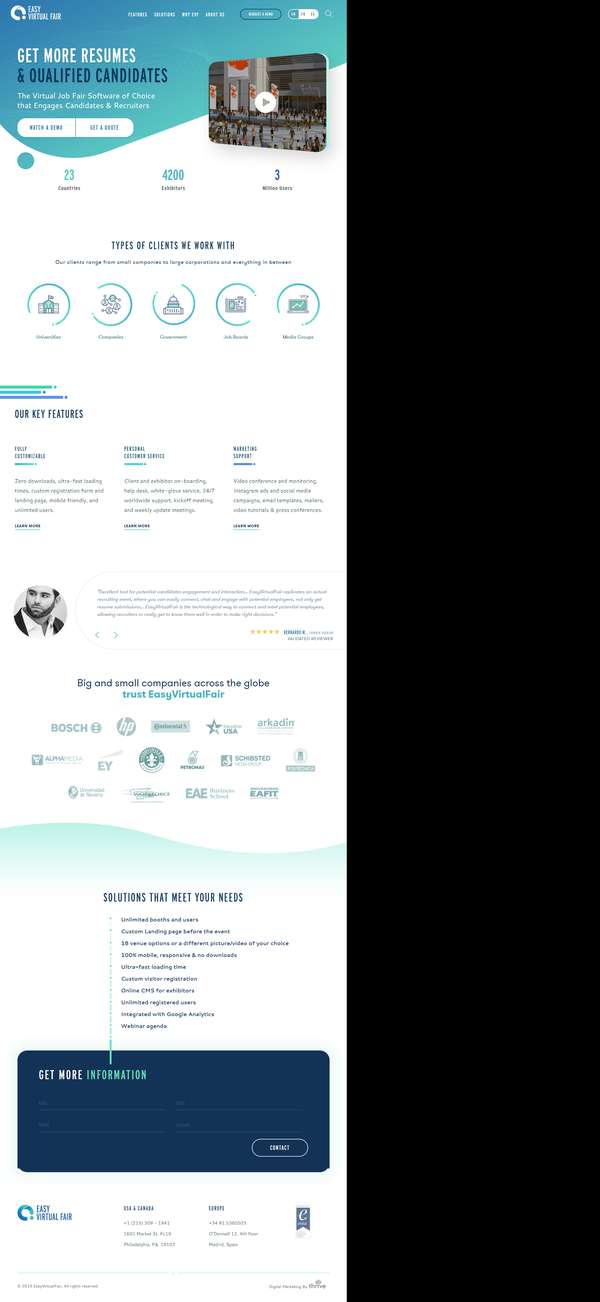 EASY
VIRTUAL FAIR
FEATURES SOLUTIONS WHY EVF ABOUT US
REQUEST A DEMO
EN FR ES
GET MORE RESUMES
& QUALIFIED CANDIDATES
The Virtual Job Fair Software of Choice
that Engages Candidates & Recruiters
WATCH A DEMO GET A QUOTE
23 4200 3
Countries Exhibitors Million Users
TYPES OF CLIENTS WE WORK WITH
Our clients range from small companies to large corporations and everything in between
Universities Companies Government Job Boards Media Groups
OUR KEY FEATURES
FULLY
CUSTOMIZABLE
Zero downloads, ultra-fast loading
times, custom registration form and
landing page, mobile friendly, and
unlimited users.
LEARN MORE
PERSONAL
CUSTOMER SERVICE
Client and exhibitor on-boarding,
help desk, white-glove service, 24/7
worldwide support, kickoff meeting,
and weekly update meetings.
LEARN MORE
MARKETING
SUPPORT
Video conference and monitoring,
Instagram ads and social media
campaigns, email templates, mailers,
video tutorials & press conferences.
LEARN MORE
"Excellent tool for potential candidates engagement and interaction... EasyVirtualFair replicates an actual
recruiting event, where you can easily connect, chat and engage with potential employers, not only get
resume submissions... EasyVirtualFair is the technological way to connect and meet potential employees,
allowing recruiters to really get to know them well in order to make right decisions."
BERNARDO M.,
VALIDATED REVIEWER
Big and small companies across the globe
trust EasyVirtualFair
BOSCH hp Continental USA arkadin
ALPHAMEDIA EY PETRONAS SCHIBSTED
MEDIA GROUP
Universidad
de Navarra EAE Business
School EAFIT
SOLUTIONS THAT MEET YOUR NEEDS
Unlimited booths and users
Custom Landing page before the event
18 venue options or a different picture/video of your choice
100% mobile, responsive & no downloads
Ultra-fast loading time
Custom visitor registration
Online CMS for exhibitors
Unlimited registered users
Integrated with Google Analytics
Webinar agenda
GET MORE INFORMATION
CONTACT
EASY
VIRTUAL FAIR
USA & CANADA
+1 (215) 309 - 1441
1601 Market St. #
Philadelphia, PA. 19103
EUROPE
+34 91 5360503
O'Donnell 12, 4th floor
Madrid, Spain
© 2019 EasyVirtualFair. All rights reserved.
Digital Marketing By thrive